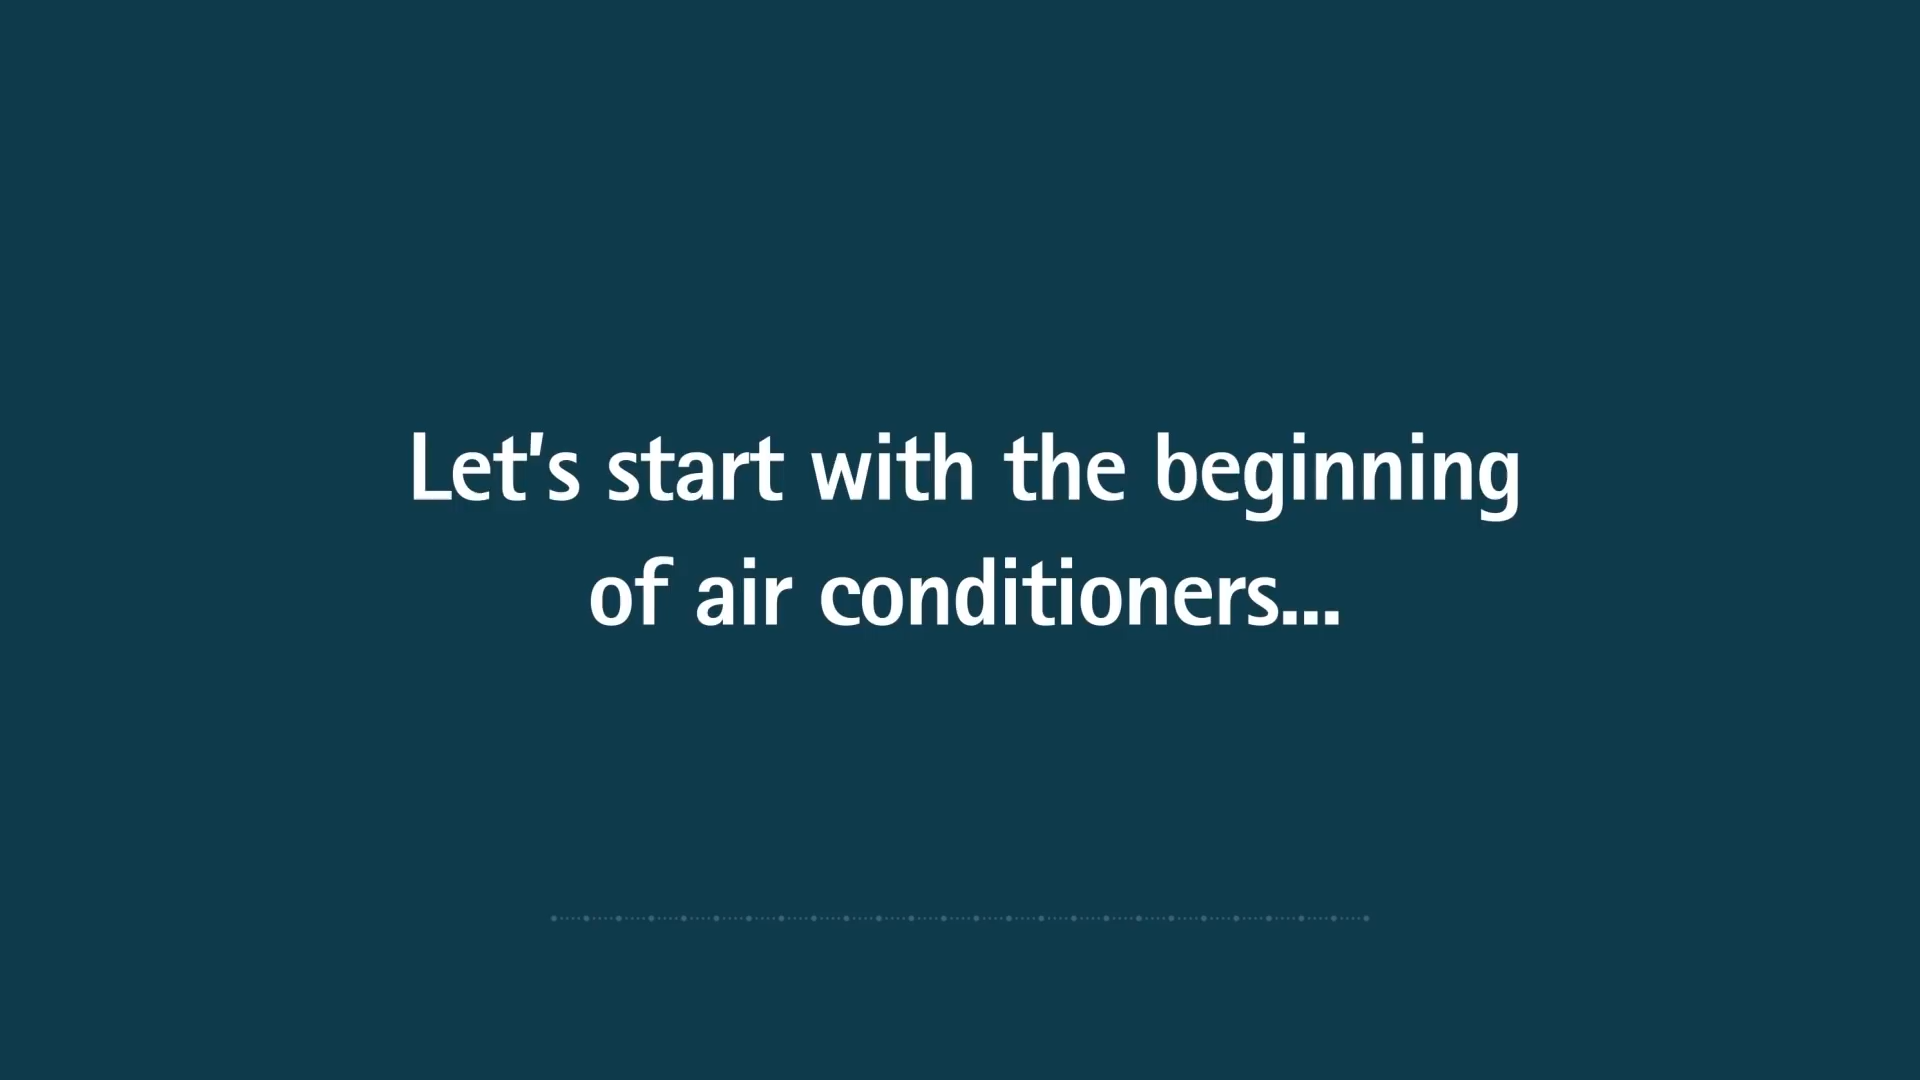 Let's start with the beginning
of air conditioners...